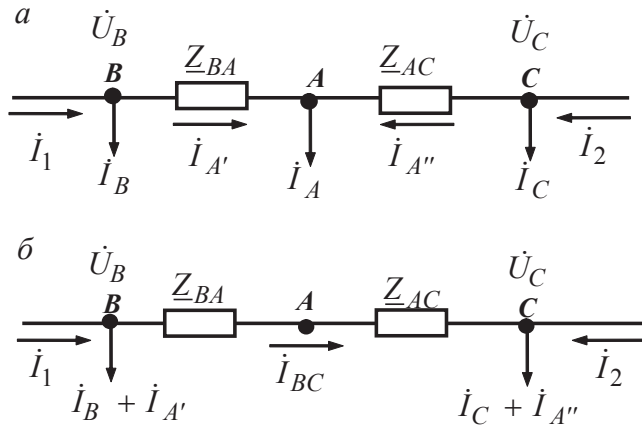 а
U̇_B U̇_C
B Z_BA A Z_AC C
İ_1 İ_B İ_A′ İ_A İ_A″ İ_C İ_2
б
U̇_B U̇_C
B Z_BA A Z_AC C
İ_1 İ_BC İ_2
İ_B + İ_A′ İ_C + İ_A″